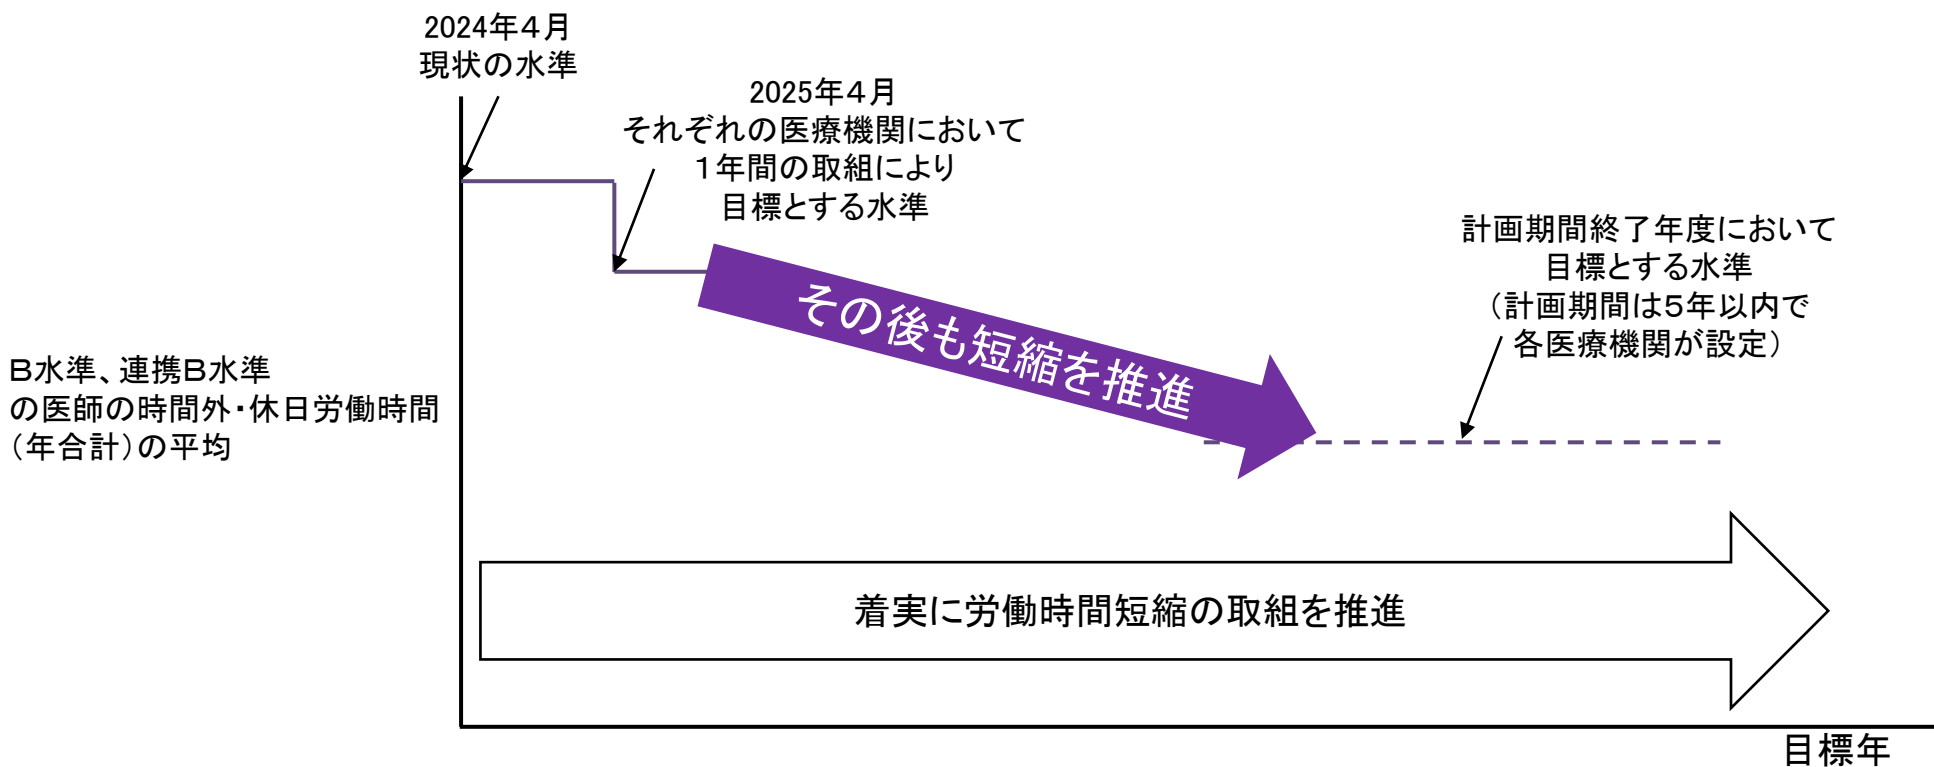 2024年４月
現状の水準
2025年４月
それぞれの医療機関において
１年間の取組により
目標とする水準
計画期間終了年度において
目標とする水準
（計画期間は５年以内で
各医療機関が設定）
その後も短縮を推進
Ｂ水準、連携Ｂ水準
の医師の時間外・休日労働時間
（年合計）の平均
着実に労働時間短縮の取組を推進
目標年